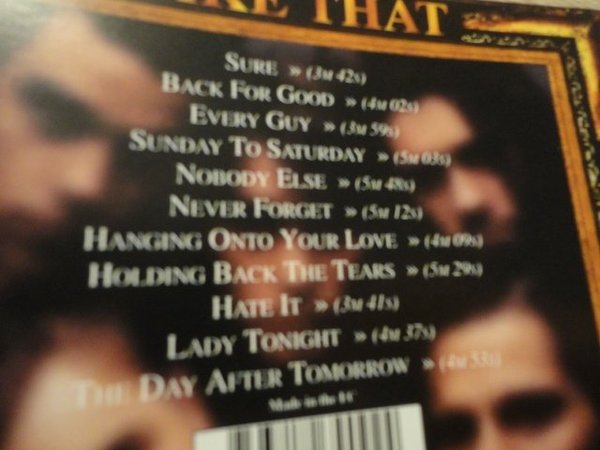 THAT
SURE » (3M 42S)
BACK FOR GOOD » (4M 02S)
EVERY GUY » (3M 59S)
SUNDAY TO SATURDAY » (5M 03S)
NOBODY ELSE » (5M 48S)
NEVER FORGET » (5M 12S)
HANGING ONTO YOUR LOVE » (4M 09S)
HOLDING BACK THE TEARS » (5M 29S)
HATE IT » (3M 41S)
LADY TONIGHT » (4M 37S)
THE DAY AFTER TOMORROW » (4M 33S)
Made in the